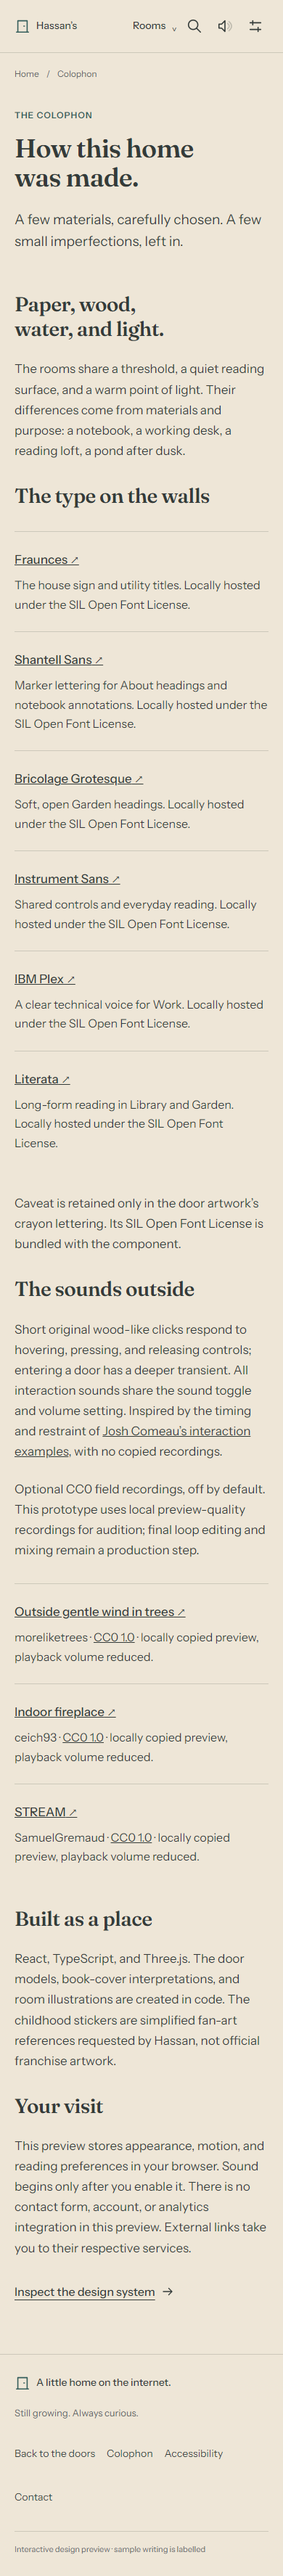 Hassan's
Rooms
Home / Colophon
THE COLOPHON
How this home
was made.
A few materials, carefully chosen. A few
small imperfections, left in.
Paper, wood,
water, and light.
The rooms share a threshold, a quiet reading
surface, and a warm point of light. Their
differences come from materials and
purpose: a notebook, a working desk, a
reading loft, a pond after dusk.
The type on the walls
Fraunces ↗
The house sign and utility titles. Locally hosted
under the SIL Open Font License.
Shantell Sans ↗
Marker lettering for About headings and
notebook annotations. Locally hosted under the
SIL Open Font License.
Bricolage Grotesque ↗
Soft, open Garden headings. Locally hosted
under the SIL Open Font License.
Instrument Sans ↗
Shared controls and everyday reading. Locally
hosted under the SIL Open Font License.
IBM Plex ↗
A clear technical voice for Work. Locally hosted
under the SIL Open Font License.
Literata ↗
Long-form reading in Library and Garden.
Locally hosted under the SIL Open Font
License.
Caveat is retained only in the door artwork's
crayon lettering. Its SIL Open Font License is
bundled with the component.
The sounds outside
Short original wood-like clicks respond to
hovering, pressing, and releasing controls;
entering a door has a deeper transient. All
interaction sounds share the sound toggle
and volume setting. Inspired by the timing
and restraint of Josh Comeau's interaction
examples, with no copied recordings.
Optional CC0 field recordings, off by default.
This prototype uses local preview-quality
recordings for audition; final loop editing and
mixing remain a production step.
Outside gentle wind in trees ↗
moreliketrees · CC0 1.0 · locally copied preview,
playback volume reduced.
Indoor fireplace ↗
ceich93 · CC0 1.0 · locally copied preview,
playback volume reduced.
STREAM ↗
SamuelGremaud · CC0 1.0 · locally copied
preview, playback volume reduced.
Built as a place
React, TypeScript, and Three.js. The door
models, book-cover interpretations, and
room illustrations are created in code. The
childhood stickers are simplified fan-art
references requested by Hassan, not official
franchise artwork.
Your visit
This preview stores appearance, motion, and
reading preferences in your browser. Sound
begins only after you enable it. There is no
contact form, account, or analytics
integration in this preview. External links take
you to their respective services.
Inspect the design system →
A little home on the internet.
Still growing. Always curious.
Back to the doors Colophon Accessibility
Contact
Interactive design preview · sample writing is labelled